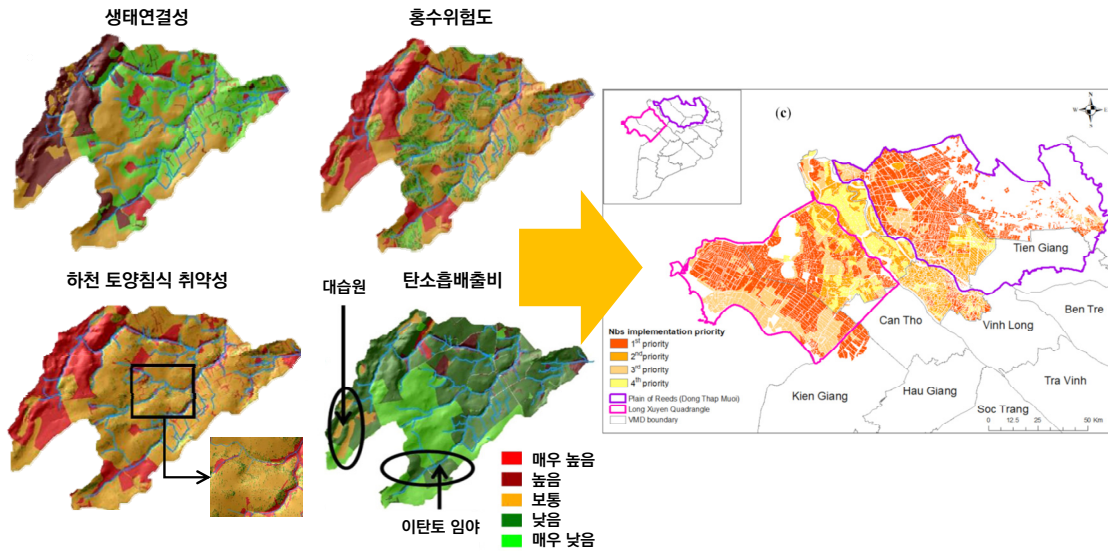 생태연결성
홍수위험도
하천 토양침식 취약성
대습원
탄소흡배출비
이탄토 임야
매우 높음
높음
보통
낮음
매우 낮음
(c)
N
W
E
S
Tien Giang
Ben Tre
Can Tho
Vinh Long
Tra Vinh
Kien Giang
Hau Giang
Soc Trang
Nbs implementation priority
1st priority
2nd priority
3rd priority
4th priority
Plain of Reeds (Dong Thap Muoi)
Long Xuyen Quadrangle
VMD boundary
0 12.5 25 50 Km